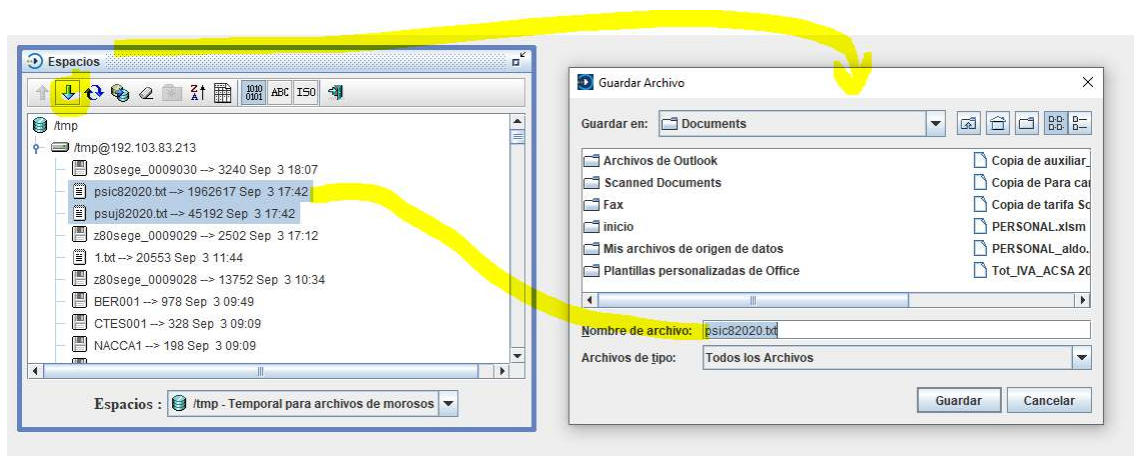 Espacios
1010 0101 ABC ISO
/tmp
/tmp@192.103.83.213
z80sege_0009030 --> 3240 Sep 3 18:07
psic82020.txt --> 1962617 Sep 3 17:42
psuj82020.txt --> 45192 Sep 3 17:42
z80sege_0009029 --> 2502 Sep 3 17:12
1.txt --> 20553 Sep 3 11:44
z80sege_0009028 --> 13752 Sep 3 10:34
BER001 --> 978 Sep 3 09:49
CTES001 --> 328 Sep 3 09:09
NACCA1 --> 198 Sep 3 09:09
Espacios : /tmp - Temporal para archivos de morosos
Guardar Archivo
Guardar en: Documents
Archivos de Outlook
Scanned Documents
Fax
inicio
Mis archivos de origen de datos
Plantillas personalizadas de Office
Copia de auxiliar_
Copia de Para car
Copia de tarifa Sc
PERSONAL.xlsm
PERSONAL_aldo.
Tot_IVA_ACSA 20
Nombre de archivo: psic82020.txt
Archivos de tipo: Todos los Archivos
Guardar Cancelar